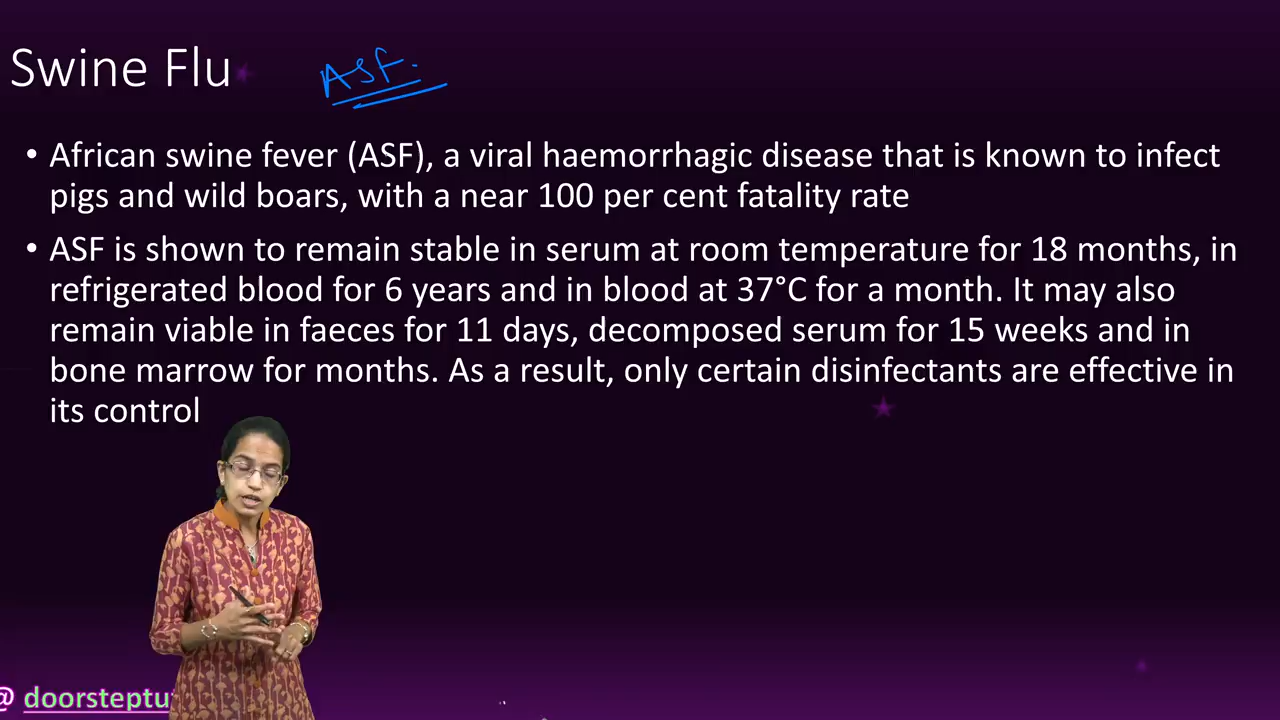 Swine Flu
ASF.
• African swine fever (ASF), a viral haemorrhagic disease that is known to infect
pigs and wild boars, with a near 100 per cent fatality rate
• ASF is shown to remain stable in serum at room temperature for 18 months, in
refrigerated blood for 6 years and in blood at 37°C for a month. It may also
remain viable in faeces for 11 days, decomposed serum for 15 weeks and in
bone marrow for months. As a result, only certain disinfectants are effective in
its control
@ doorsteptu